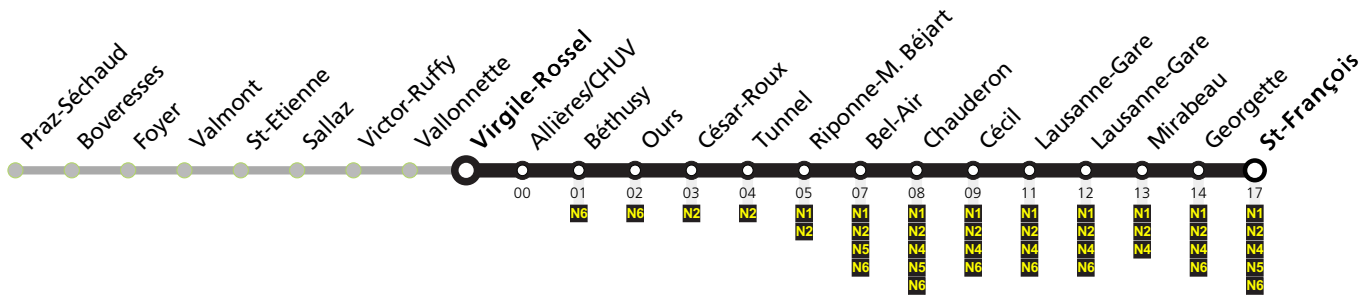 Praz-Séchaud
Boveresses
Foyer
Valmont
St-Etienne
Sallaz
Victor-Ruffy
Vallonnette
Virgile-Rossel
Allières/CHUV
Béthusy
Ours
César-Roux
Tunnel
Riponne-M. Béjart
Bel-Air
Chauderon
Cécil
Lausanne-Gare
Lausanne-Gare
Mirabeau
Georgette
St-François
00 01 02 03 04 05 07 08 09 11 12 13 14 17
N6 N6 N2 N2 N1 N1 N1 N1 N1 N1 N1 N1 N1
N2 N2 N2 N2 N2 N2 N2 N2 N2
N5 N4 N4 N4 N4 N4 N4 N4
N6 N5 N6 N6 N6 N6 N5
N6 N6